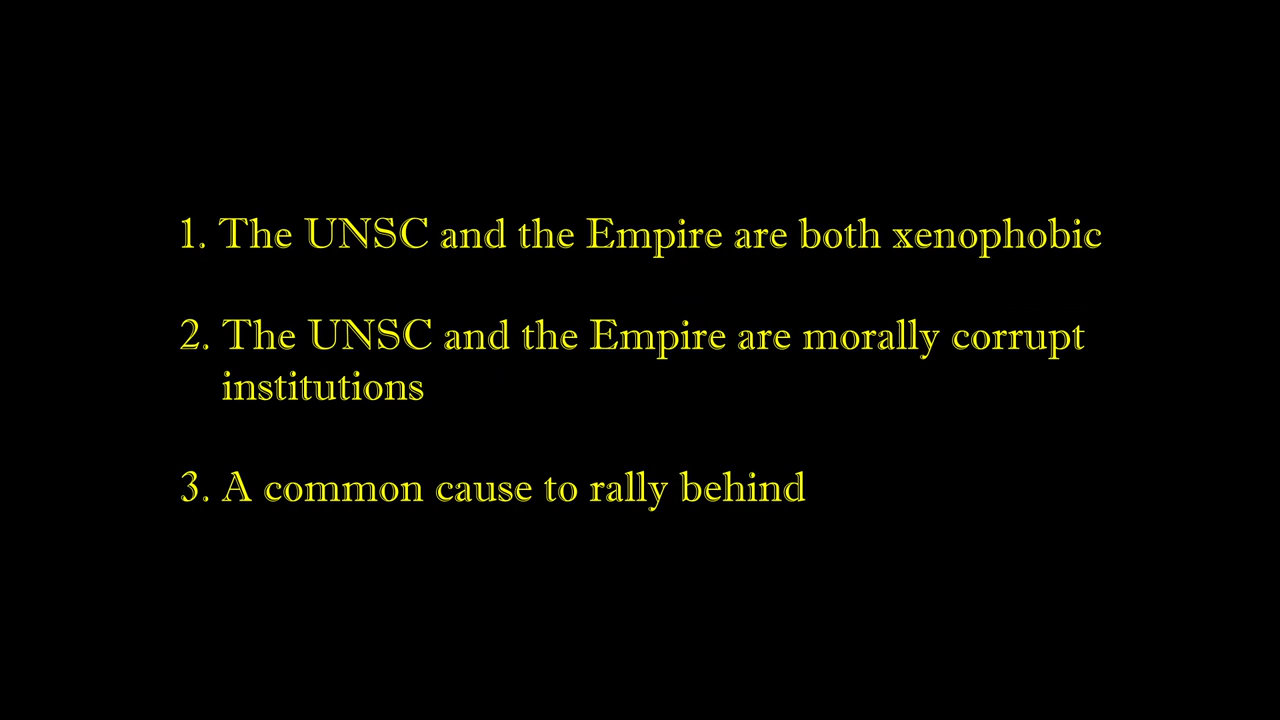 1. The UNSC and the Empire are both xenophobic
2. The UNSC and the Empire are morally corrupt
institutions
3. A common cause to rally behind